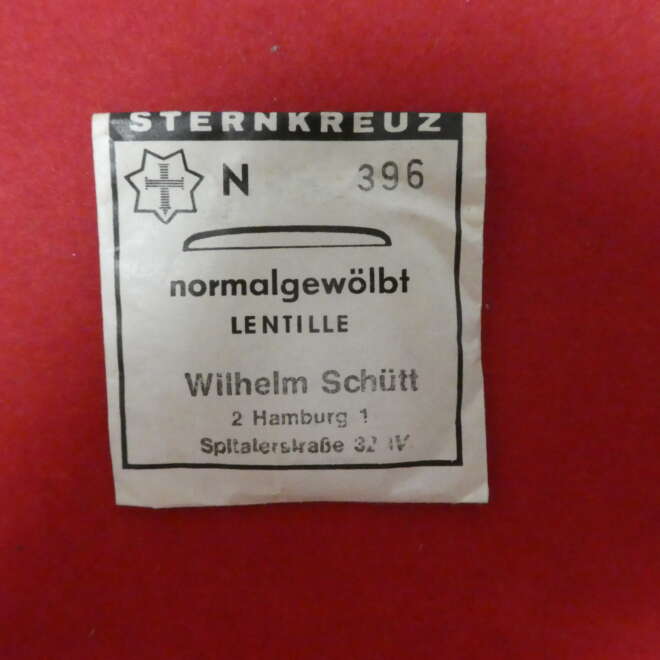 STERNKREUZ
N 396
normalgewölbt
LENTILLE
Wilhelm Schütt
2 Hamburg 1
Spitalerstraße 32 IV